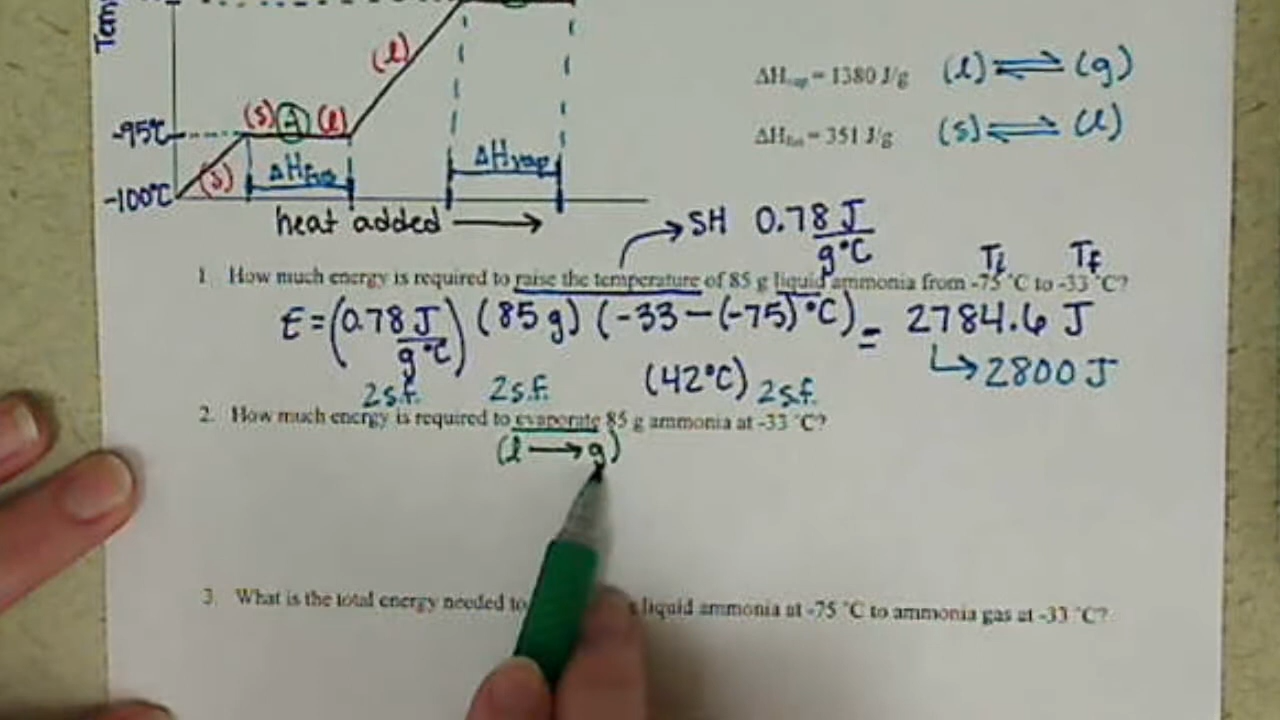 Tem
(l)
ΔHvap = 1380 J/g (l) ⇌ (g)
-95°C (s) A (l)
ΔHfus = 351 J/g (s) ⇌ (l)
(s) ΔHFus ΔHvap
-100°C
heat added →
→ SH 0.78 J/g°C
Ti Tf
1. How much energy is required to raise the temperature of 85 g liquid ammonia from -75 °C to -33 °C?
E = (0.78 J/g°C) (85 g) (-33 - (-75)°C) = 2784.6 J
(42°C) ↳ 2800 J
2 s.f. 2 s.f. 2 s.f.
2. How much energy is required to evaporate 85 g ammonia at -33 °C?
(l → g)
3. What is the total energy needed to liquid ammonia at -75 °C to ammonia gas at -33 °C?